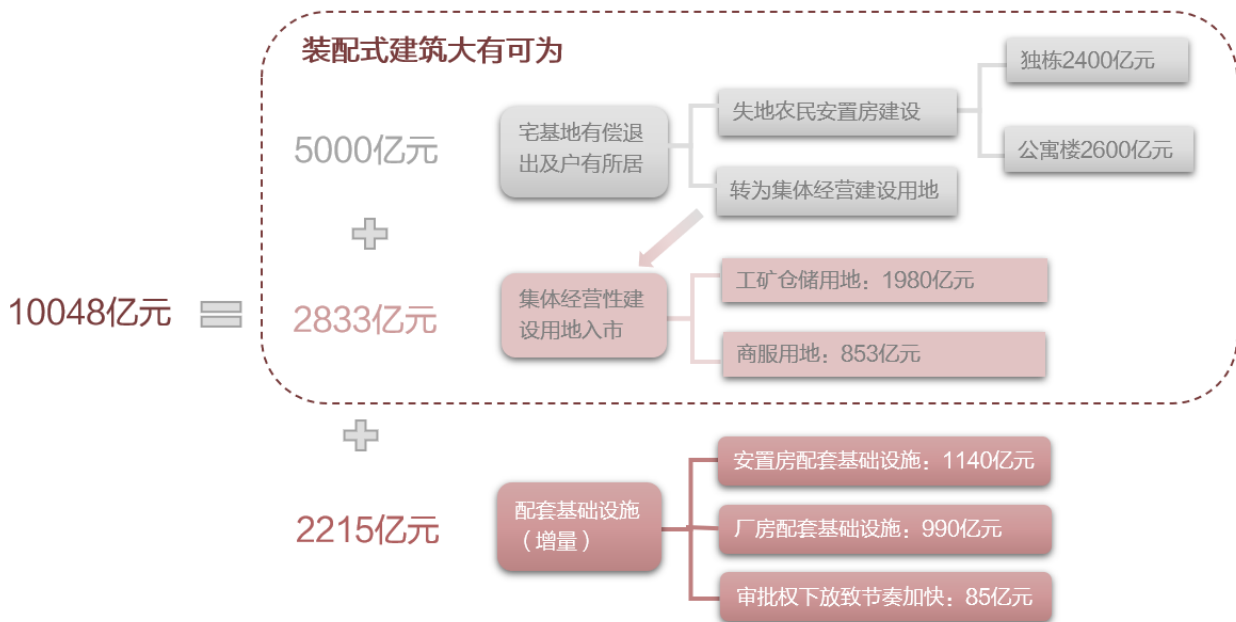 装配式建筑大有可为
独栋2400亿元
失地农民安置房建设
宅基地有偿退
出及户有所居
5000亿元
公寓楼2600亿元
转为集体经营建设用地
工矿仓储用地：1980亿元
10048亿元
2833亿元
集体经营性建
设用地入市
商服用地：853亿元
安置房配套基础设施：1140亿元
2215亿元
配套基础设施
（增量）
厂房配套基础设施：990亿元
审批权下放致节奏加快：85亿元